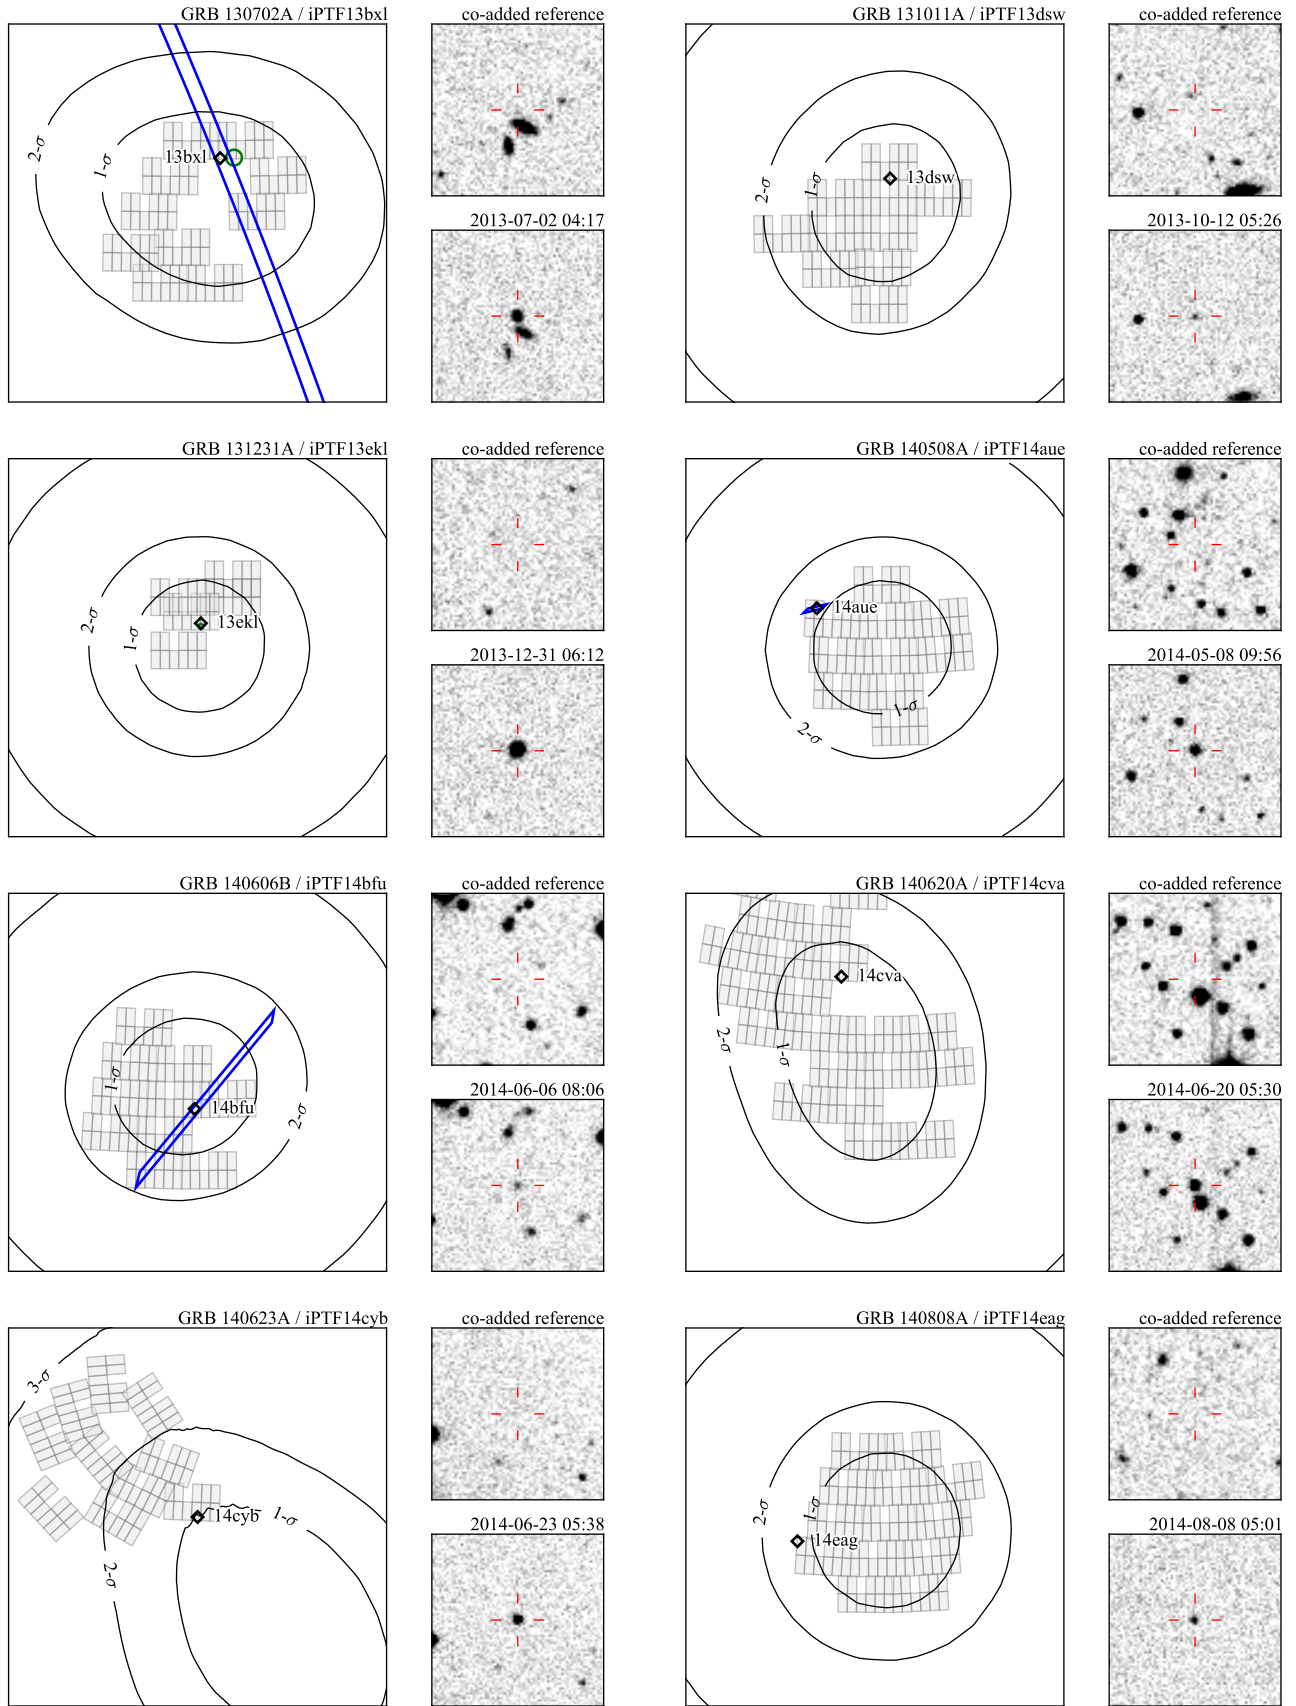 GRB 130702A / iPTF13bxl
co-added reference
2-σ
1-σ
13bxl
2013-07-02 04:17
GRB 131011A / iPTF13dsw
co-added reference
2-σ
1-σ
13dsw
2013-10-12 05:26
GRB 131231A / iPTF13ekl
co-added reference
2-σ
1-σ
13ekl
2013-12-31 06:12
GRB 140508A / iPTF14aue
co-added reference
14aue
1-σ
2-σ
2014-05-08 09:56
GRB 140606B / iPTF14bfu
co-added reference
1-σ
14bfu
2-σ
2014-06-06 08:06
GRB 140620A / iPTF14cva
co-added reference
14cva
2-σ
1-σ
2014-06-20 05:30
GRB 140623A / iPTF14cyb
co-added reference
3-σ
14cyb
1-σ
2-σ
2014-06-23 05:38
GRB 140808A / iPTF14eag
co-added reference
2-σ
1-σ
14eag
2014-08-08 05:01